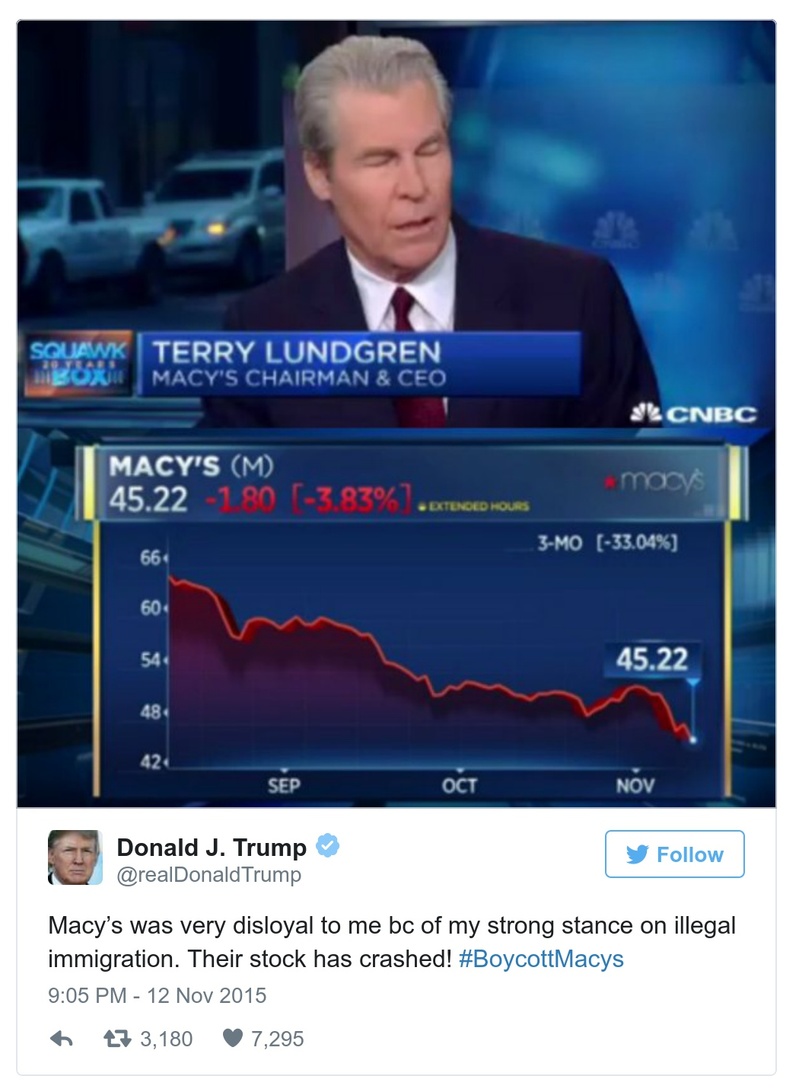 SQUAWK
20 YEARS
BOX
TERRY LUNDGREN
MACY'S CHAIRMAN & CEO
CNBC
MACY'S (M)
45.22 -1.80 [-3.83%] EXTENDED HOURS
macy's
3-MO [-33.04%]
66
60
54
48
42
45.22
SEP OCT NOV
Donald J. Trump
@realDonaldTrump
Follow
Macy’s was very disloyal to me bc of my strong stance on illegal
immigration. Their stock has crashed! #BoycottMacys
9:05 PM - 12 Nov 2015
3,180 7,295